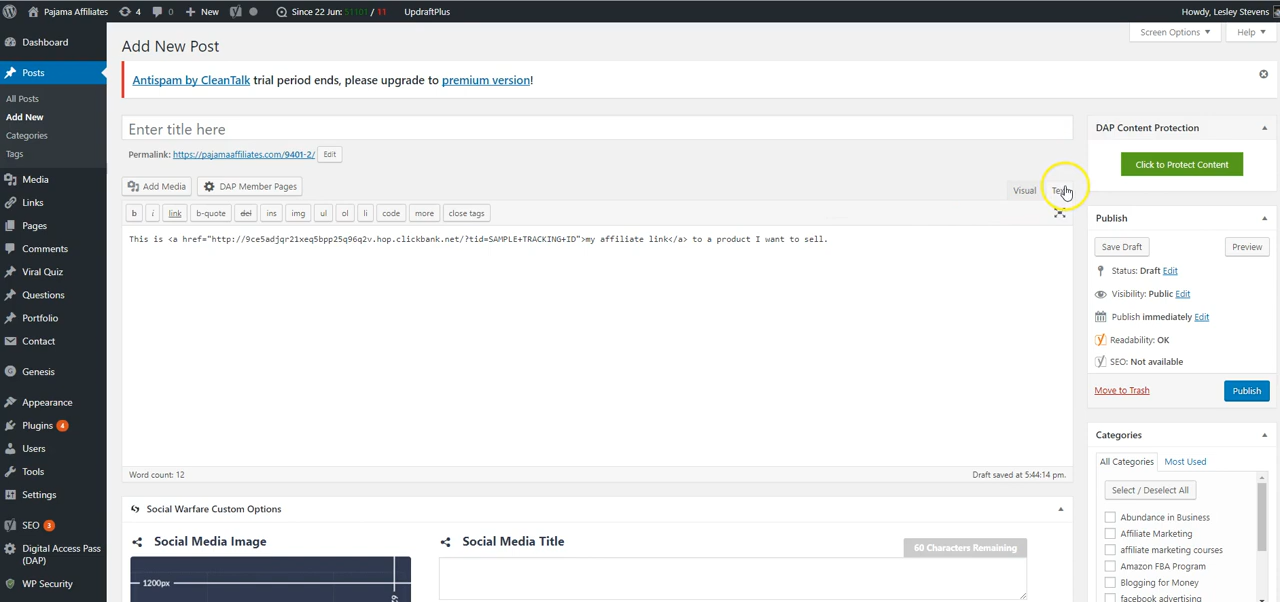 Pajama Affiliates 4 0 New Since 22 Jun: 51101 / 11 UpdraftPlus Howdy, Lesley Stevens
Dashboard
Posts
All Posts
Add New
Categories
Tags
Media
Links
Pages
Comments
Viral Quiz
Questions
Portfolio
Contact
Genesis
Appearance
Plugins 4
Users
Tools
Settings
SEO 3
Digital Access Pass
(DAP)
WP Security
Screen Options Help
Add New Post
Antispam by CleanTalk trial period ends, please upgrade to premium version!
Enter title here
Permalink: https://pajamaaffiliates.com/9401-2/ Edit
Add Media DAP Member Pages
Visual
b i link b-quote del ins img ul ol li code more close tags
This is <a href="http://9ce5adjqr21xeq5bpp25q96q2v.hop.clickbank.net/?tid=SAMPLE+TRACKING+ID">my affiliate link</a> to a product I want to sell.
Word count: 12 Draft saved at 5:44:14 pm.
Social Warfare Custom Options
Social Media Image Social Media Title
60 Characters Remaining
1200px
DAP Content Protection
Click to Protect Content
Publish
Save Draft Preview
Status: Draft Edit
Visibility: Public Edit
Publish immediately Edit
Readability: OK
SEO: Not available
Move to Trash Publish
Categories
All Categories Most Used
Select / Deselect All
Abundance in Business
Affiliate Marketing
affiliate marketing courses
Amazon FBA Program
Blogging for Money
facebook advertising